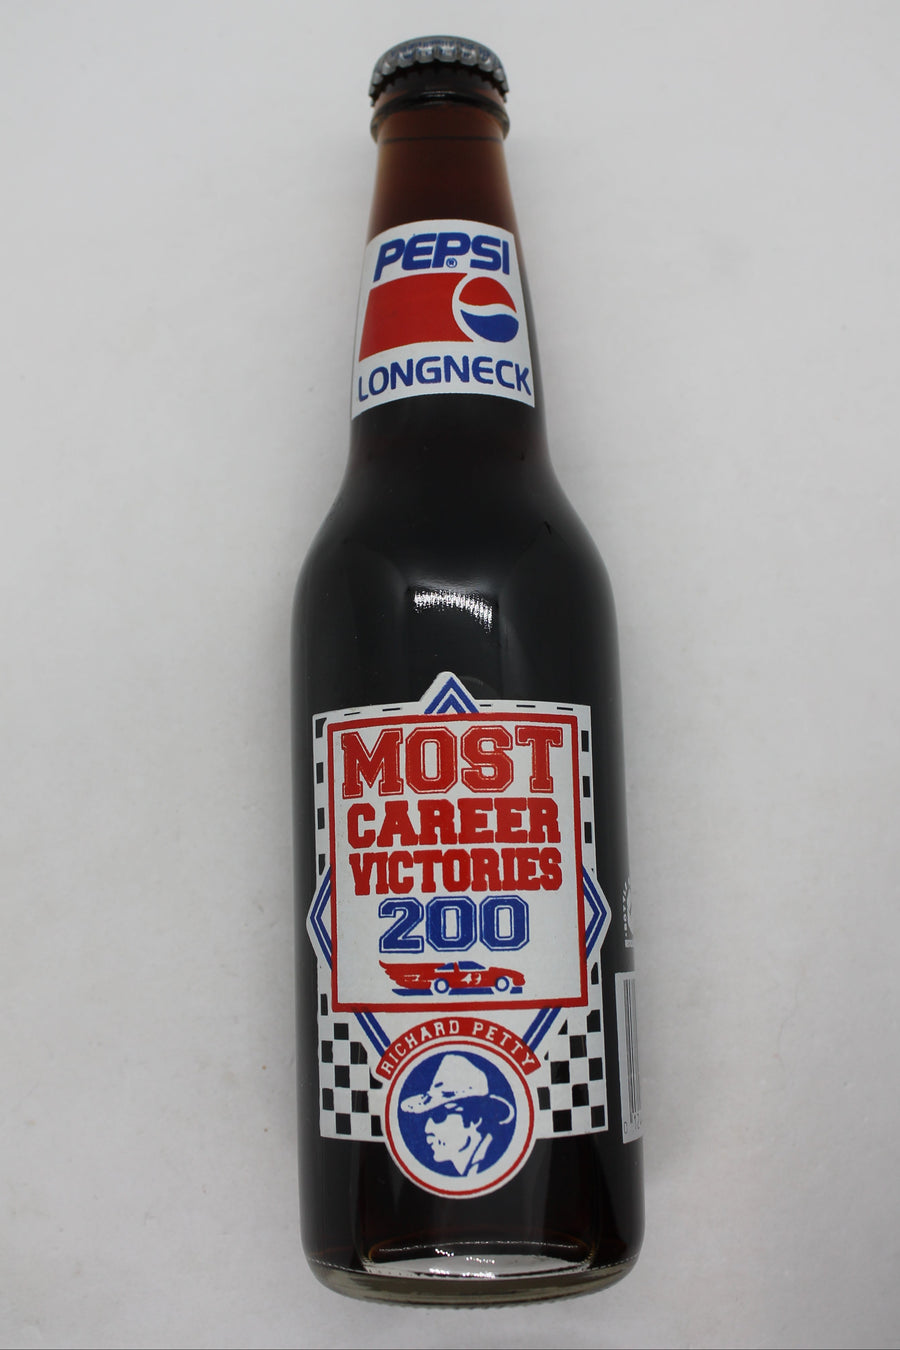 PEPSI®
LONGNECK
MOST
CAREER
VICTORIES
200
43
RICHARD PETTY